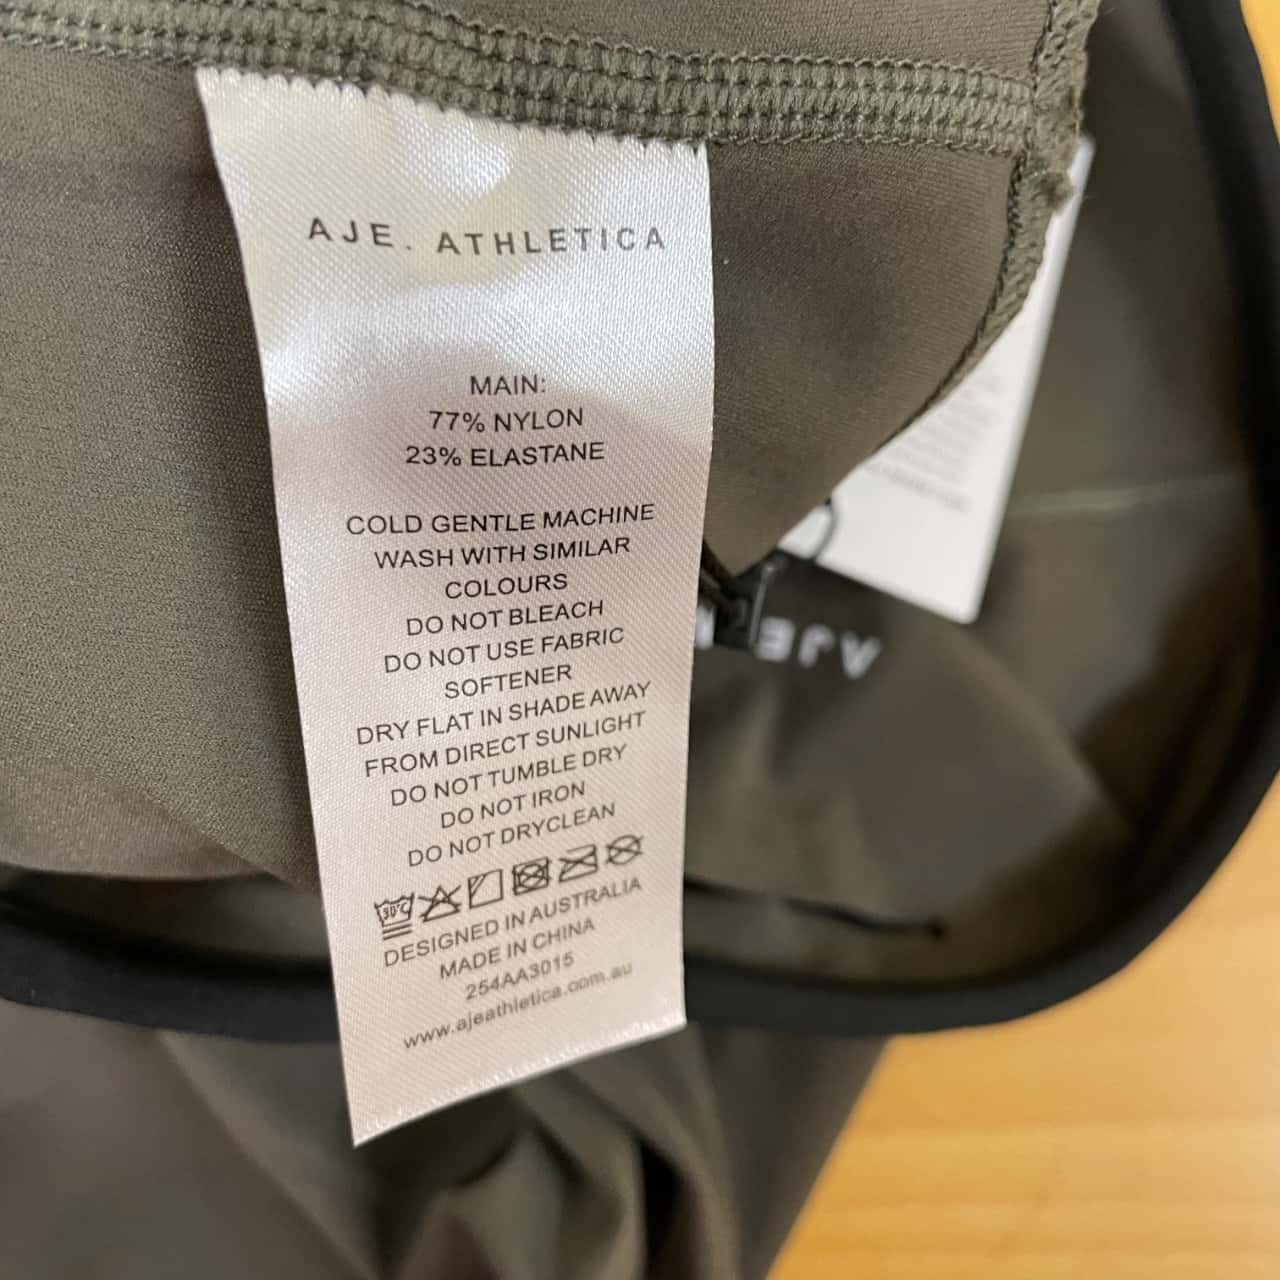 AJE. ATHLETICA
MAIN:
77% NYLON
23% ELASTANE
COLD GENTLE MACHINE
WASH WITH SIMILAR
COLOURS
DO NOT BLEACH
DO NOT USE FABRIC
SOFTENER
DRY FLAT IN SHADE AWAY
FROM DIRECT SUNLIGHT
DO NOT TUMBLE DRY
DO NOT IRON
DO NOT DRYCLEAN
30°C
DESIGNED IN AUSTRALIA
MADE IN CHINA
254AA3015
www.ajeathletica.com.au